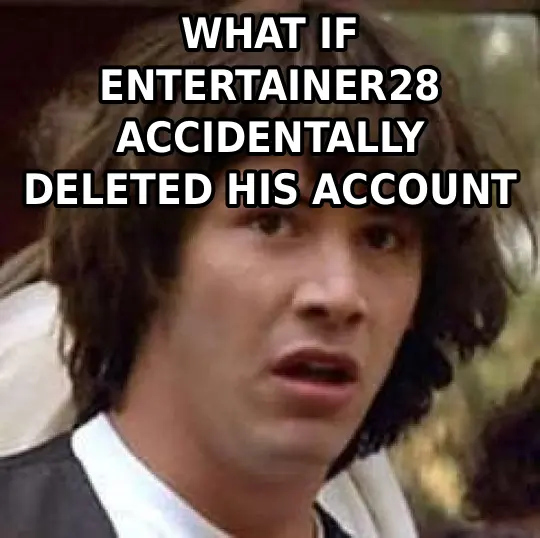 WHAT IF
ENTERTAINER28
ACCIDENTALLY
DELETED HIS ACCOUNT